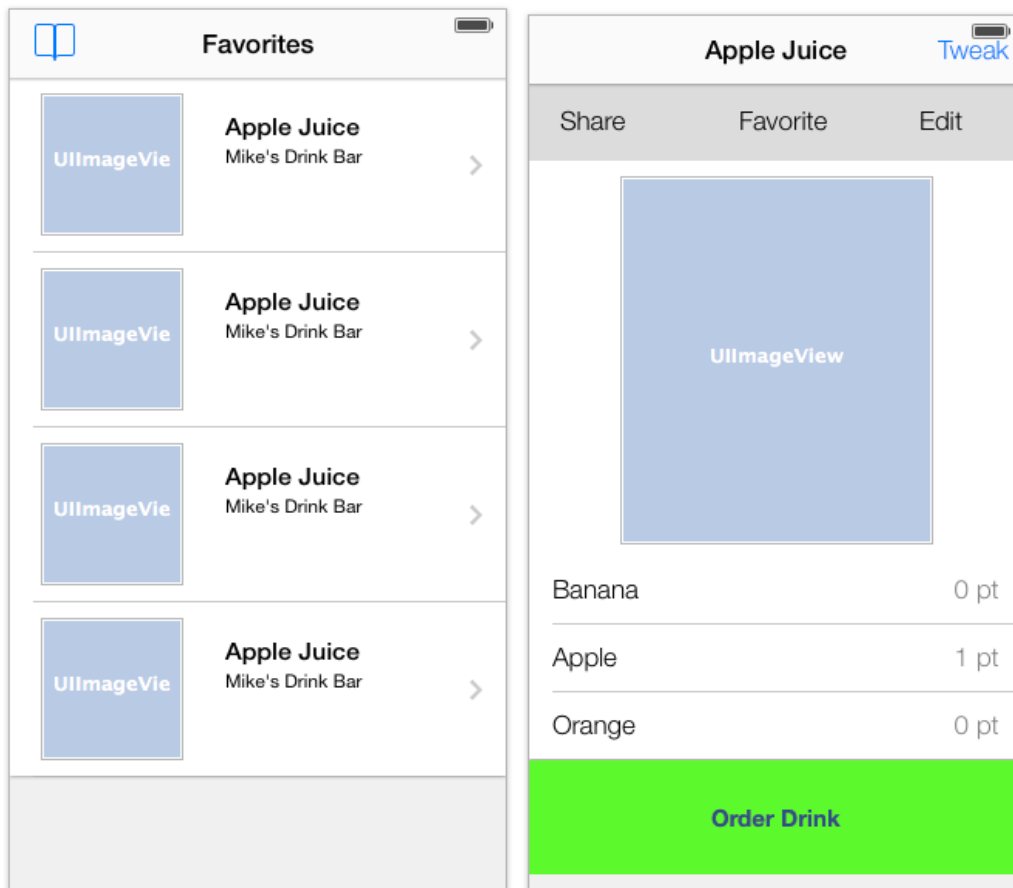 Favorites
UIImageVie
Apple Juice
Mike's Drink Bar
UIImageVie
Apple Juice
Mike's Drink Bar
UIImageVie
Apple Juice
Mike's Drink Bar
UIImageVie
Apple Juice
Mike's Drink Bar
Apple Juice Tweak
Share Favorite Edit
UIImageView
Banana 0 pt
Apple 1 pt
Orange 0 pt
Order Drink